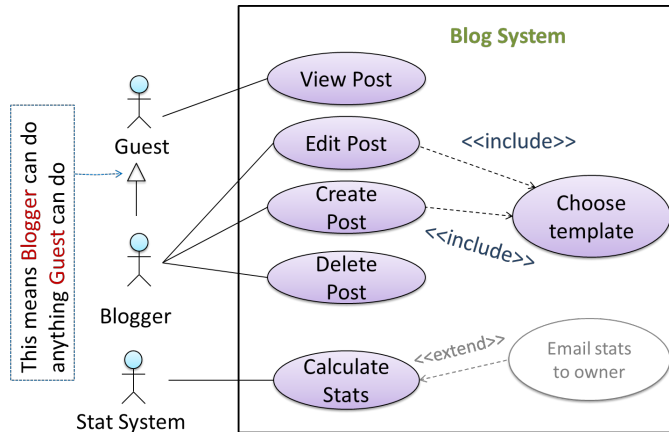 Blog System
View Post
Guest
Edit Post
<<include>>
This means Blogger can do
anything Guest can do
Create
Post
Choose
template
<<include>>
Blogger
Delete
Post
<<extend>>
Email stats
to owner
Calculate
Stats
Stat System